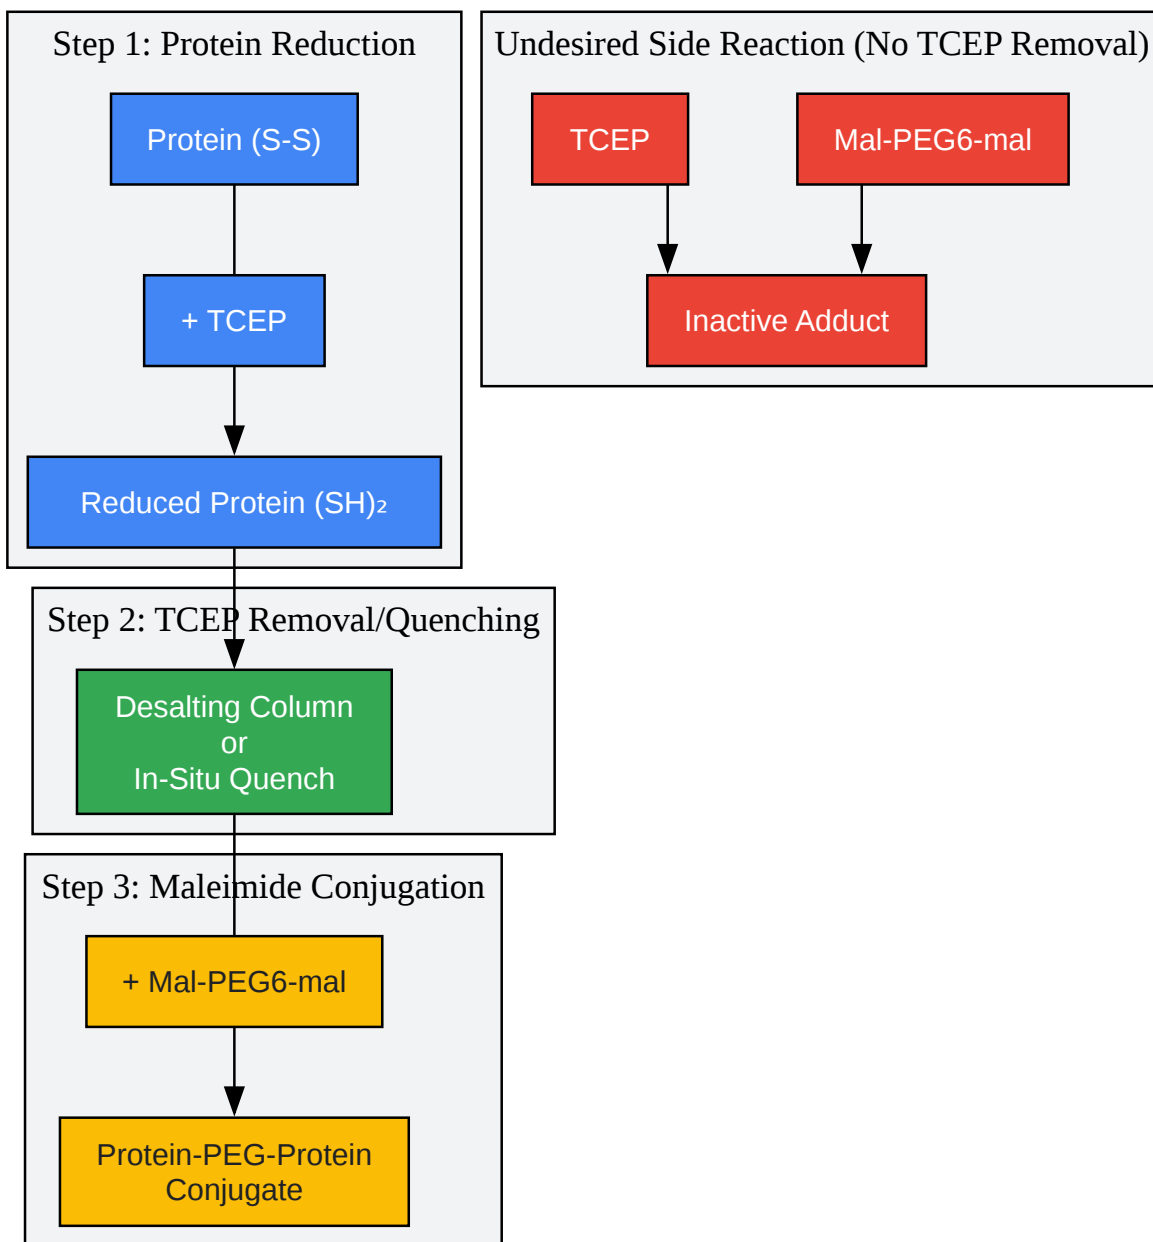 Step 1: Protein Reduction
Protein (S-S)
+ TCEP
Reduced Protein (SH)₂
Undesired Side Reaction (No TCEP Removal)
TCEP
Mal-PEG6-mal
Inactive Adduct
Step 2: TCEP Removal/Quenching
Desalting Column
or
In-Situ Quench
Step 3: Maleimide Conjugation
+ Mal-PEG6-mal
Protein-PEG-Protein
Conjugate